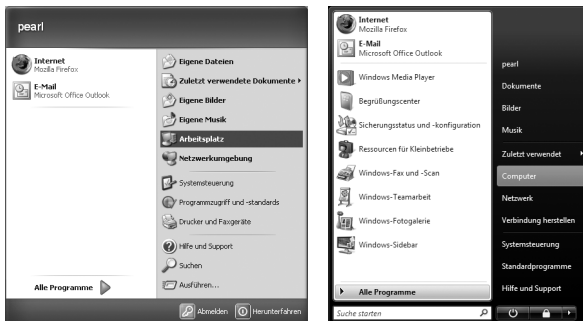 pearl
Internet
Mozilla Firefox
E-Mail
Microsoft Office Outlook
Alle Programme
Eigene Dateien
Zuletzt verwendete Dokumente
Eigene Bilder
Eigene Musik
Arbeitsplatz
Netzwerkumgebung
Systemsteuerung
Programmzugriff und -standards
Drucker und Faxgeräte
Hilfe und Support
Suchen
Ausführen...
Abmelden
Herunterfahren
Internet
Mozilla Firefox
E-Mail
Microsoft Office Outlook
Windows Media Player
Begrüßungscenter
Sicherungsstatus und -konfiguration
Ressourcen für Kleinbetriebe
Windows-Fax und -Scan
Windows-Teamarbeit
Windows-Fotogalerie
Windows-Sidebar
Alle Programme
Suche starten
pearl
Dokumente
Bilder
Musik
Zuletzt verwendet
Computer
Netzwerk
Verbindung herstellen
Systemsteuerung
Standardprogramme
Hilfe und Support